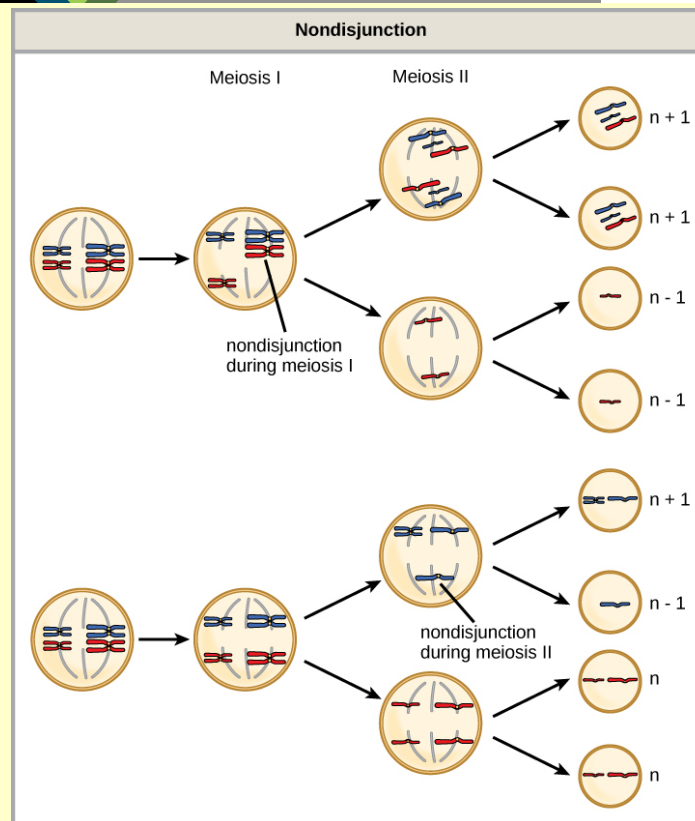 Nondisjunction
Meiosis I
Meiosis II
n + 1
n + 1
nondisjunction
during meiosis I
n - 1
n - 1
n + 1
nondisjunction
during meiosis II
n - 1
n
n